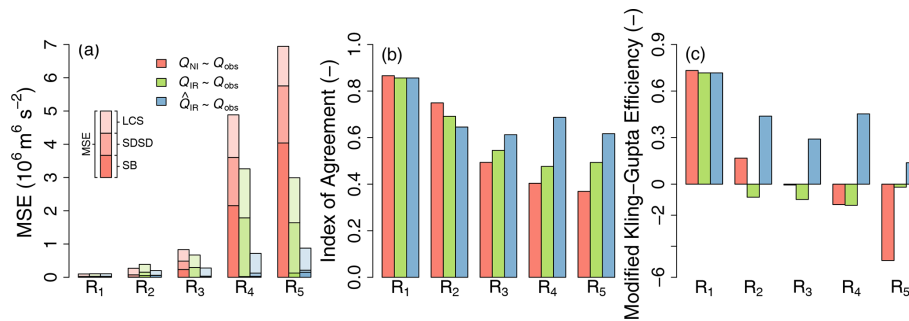 (a)
MSE (10⁶ m⁶ s⁻²)
7
6
5
4
3
2
1
0
Q_NI ~ Q_obs
Q_IR ~ Q_obs
Q̂_IR ~ Q_obs
MSE
LCS
SDSD
SB
R₁ R₂ R₃ R₄ R₅
(b)
Index of Agreement (−)
1.0
0.8
0.6
0.4
0.2
0.0
R₁ R₂ R₃ R₄ R₅
(c)
Modified Kling−Gupta Efficiency (−)
0.9
0.6
0.3
0
−2
−6
R₁ R₂ R₃ R₄ R₅